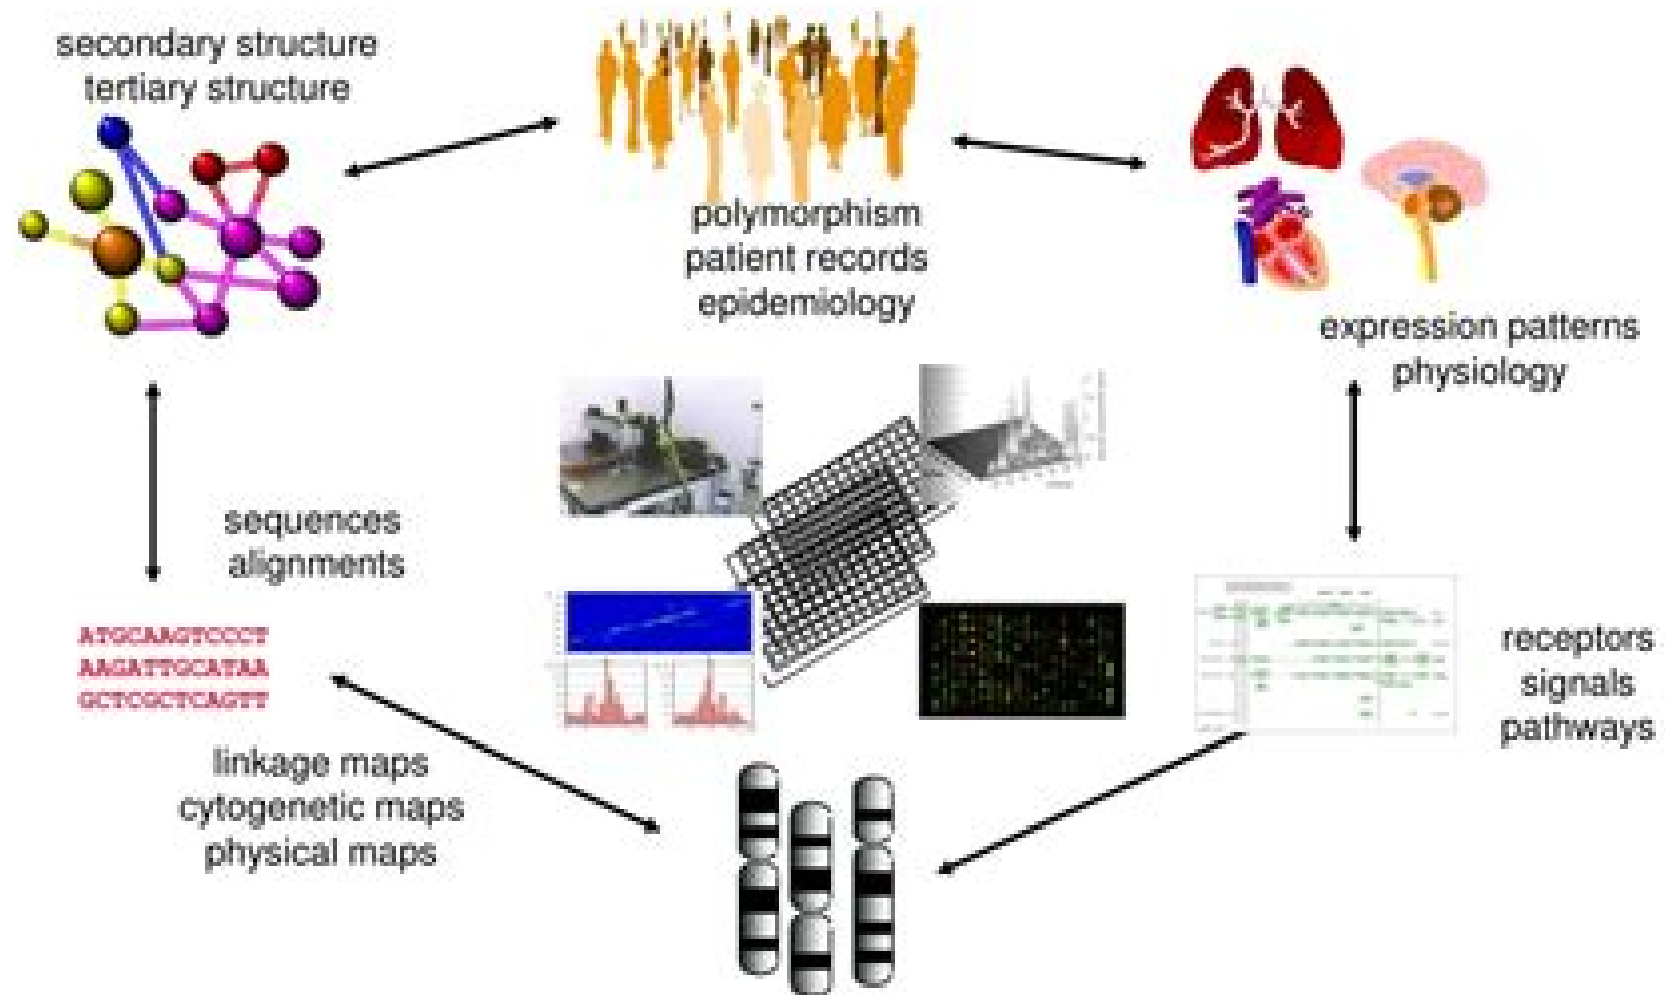 secondary structure
tertiary structure
polymorphism
patient records
epidemiology
expression patterns
physiology
sequences
alignments
ATGCAAGTCCCT
AAGATTGCATAA
GCTCGCTCAGTT
receptors
signals
pathways
linkage maps
cytogenetic maps
physical maps